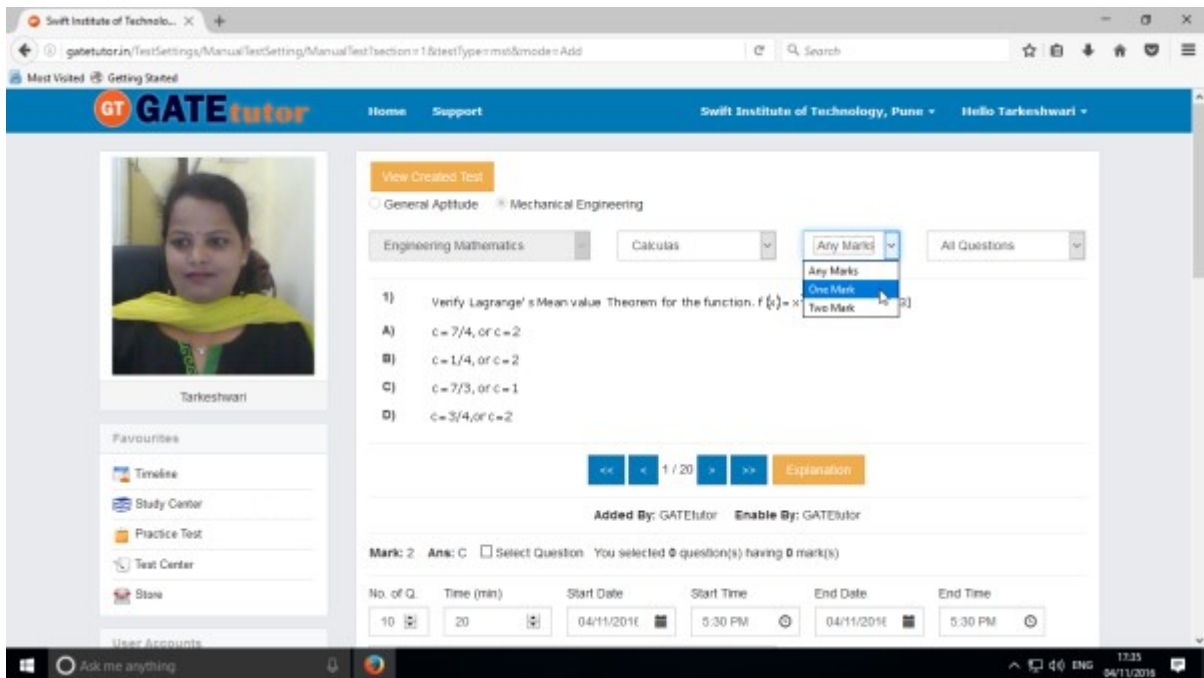 Swift Institute of Technolo...
gatetutor.in/TestSettings/ManualTestSetting/ManualTest?section=1&testType=mst&mode=Add
Search
Most Visited Getting Started
GT GATEtutor Home Support Swift Institute of Technology, Pune Hello Tarkeshwari
View Created Test
General Aptitude Mechanical Engineering
Engineering Mathematics Calculas Any Marks All Questions
Any Marks
One Mark
Two Mark
1) Verify Lagrange's Mean value Theorem for the function. f(x)= x 3]
A) c = 7/4, or c = 2
B) c = 1/4, or c = 2
C) c = 7/3, or c = 1
D) c = 3/4,or c = 2
<< < 1 / 20 > >> Explanation
Added By: GATEtutor Enable By: GATEtutor
Mark: 2 Ans: C Select Question You selected 0 question(s) having 0 mark(s)
No. of Q. Time (min) Start Date Start Time End Date End Time
10 20 04/11/2016 5:30 PM 04/11/2016 5:30 PM
Tarkeshwari
Favourites
Timeline
Study Center
Practice Test
Test Center
Store
User Accounts
Ask me anything
ENG 17:35
04/11/2016